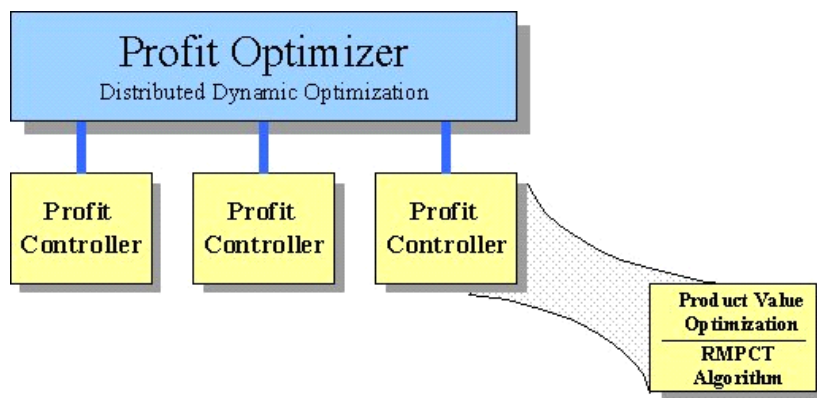 Profit Optimizer
Distributed Dynamic Optimization
Profit
Controller
Profit
Controller
Profit
Controller
Product Value
Optimization
RMPCT
Algorithm